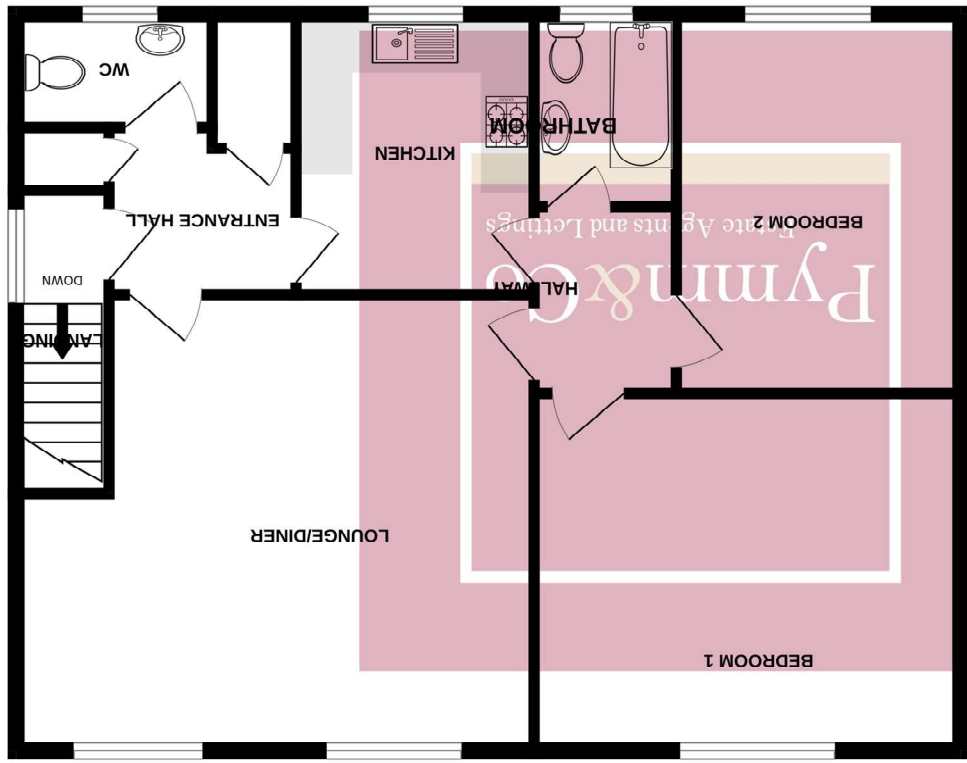 BEDROOM 1
LOUNGE/DINER
LANDING
DOWN
HALLWAY
Pymm&Co
Estate Agents and Lettings
ENTRANCE HALL
BEDROOM 2
KITCHEN
BATHROOM
WC